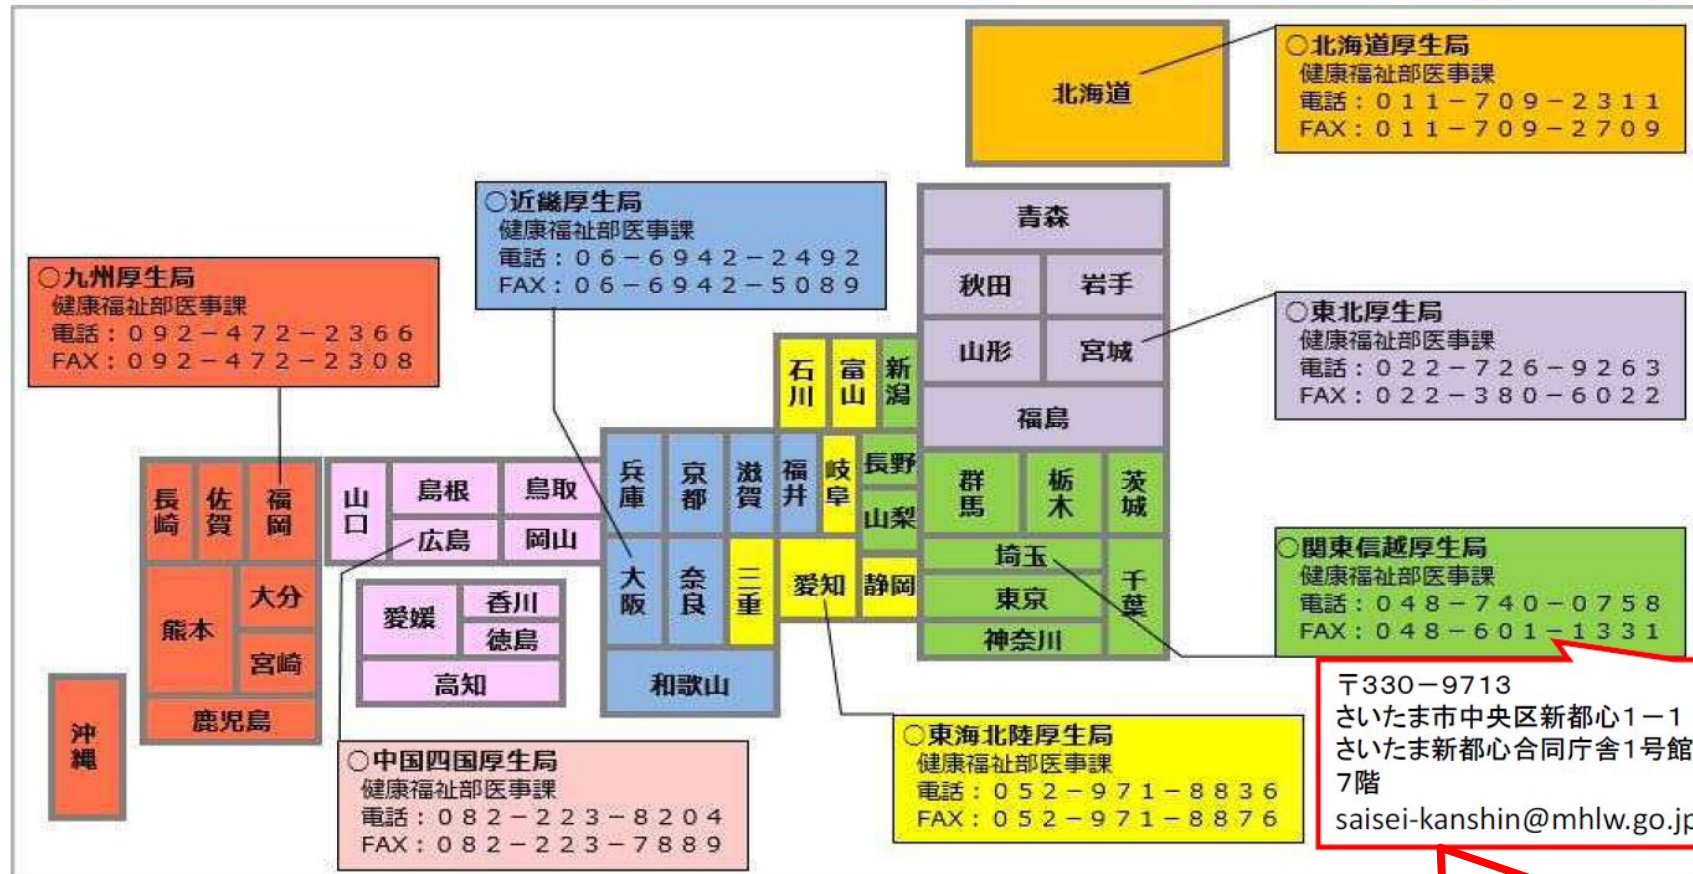 北海道
○北海道厚生局
健康福祉部医事課
電話：０１１－７０９－２３１１
FAX：０１１－７０９－２７０９
○近畿厚生局
健康福祉部医事課
電話：０６－６９４２－２４９２
FAX：０６－６９４２－５０８９
○九州厚生局
健康福祉部医事課
電話：０９２－４７２－２３６６
FAX：０９２－４７２－２３０８
青森
秋田
岩手
山形
宮城
福島
○東北厚生局
健康福祉部医事課
電話：０２２－７２６－９２６３
FAX：０２２－３８０－６０２２
石川
富山
新潟
長崎
佐賀
福岡
熊本
大分
宮崎
鹿児島
沖縄
山口
島根
鳥取
広島
岡山
愛媛
香川
徳島
高知
兵庫
京都
滋賀
福井
岐阜
長野
山梨
大阪
奈良
三重
愛知
静岡
和歌山
群馬
栃木
茨城
埼玉
東京
神奈川
千葉
○関東信越厚生局
健康福祉部医事課
電話：０４８－７４０－０７５８
FAX：０４８－６０１－１３３１
〒330－9713
さいたま市中央区新都心1－1
さいたま新都心合同庁舎1号館
7階
saisei-kanshin@mhlw.go.jp
○中国四国厚生局
健康福祉部医事課
電話：０８２－２２３－８２０４
FAX：０８２－２２３－７８８９
○東海北陸厚生局
健康福祉部医事課
電話：０５２－９７１－８８３６
FAX：０５２－９７１－８８７６